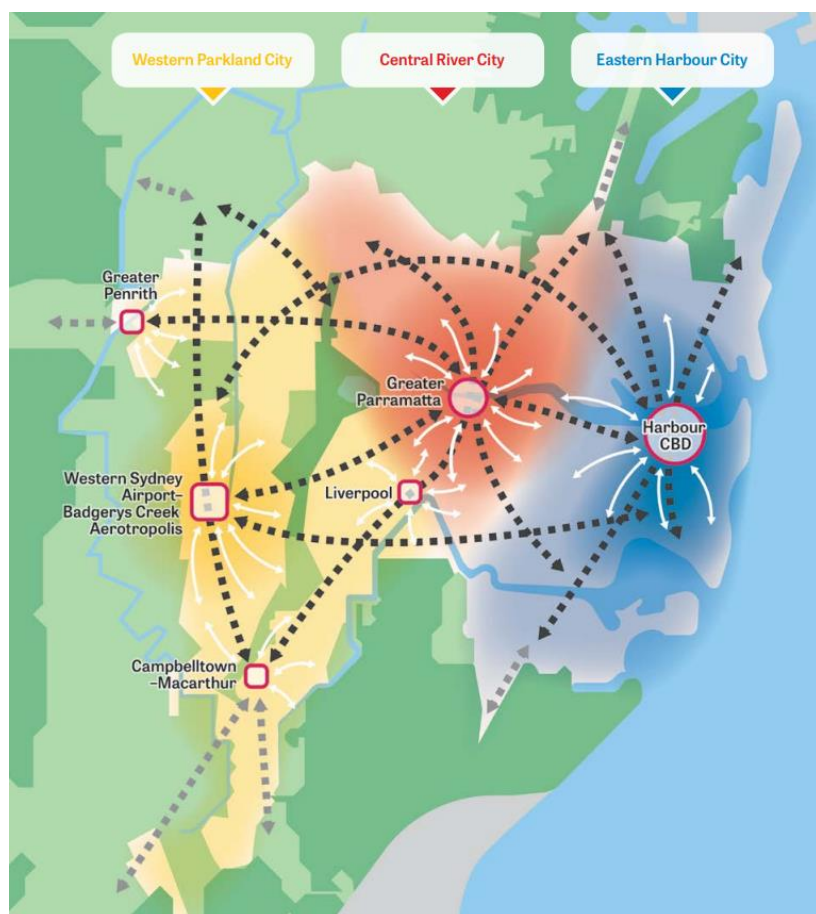 Western Parkland City
Central River City
Eastern Harbour City
Greater
Penrith
Greater
Parramatta
Harbour
CBD
Western Sydney
Airport–
Badgerys Creek
Aerotropolis
Liverpool
Campbelltown
–Macarthur